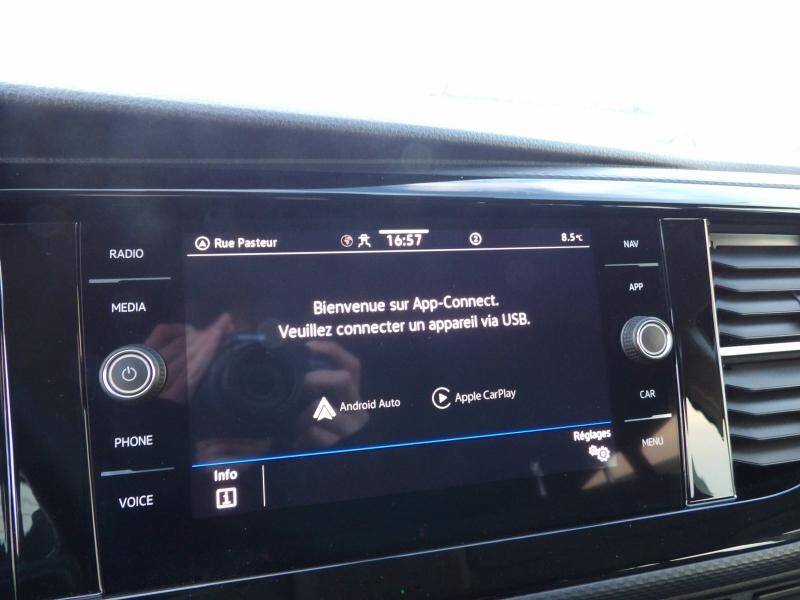 Rue Pasteur 16:57 2 8.5°C
RADIO
MEDIA
PHONE
VOICE
Bienvenue sur App-Connect.
Veuillez connecter un appareil via USB.
Android Auto Apple CarPlay
Info
Réglages
NAV
APP
CAR
MENU